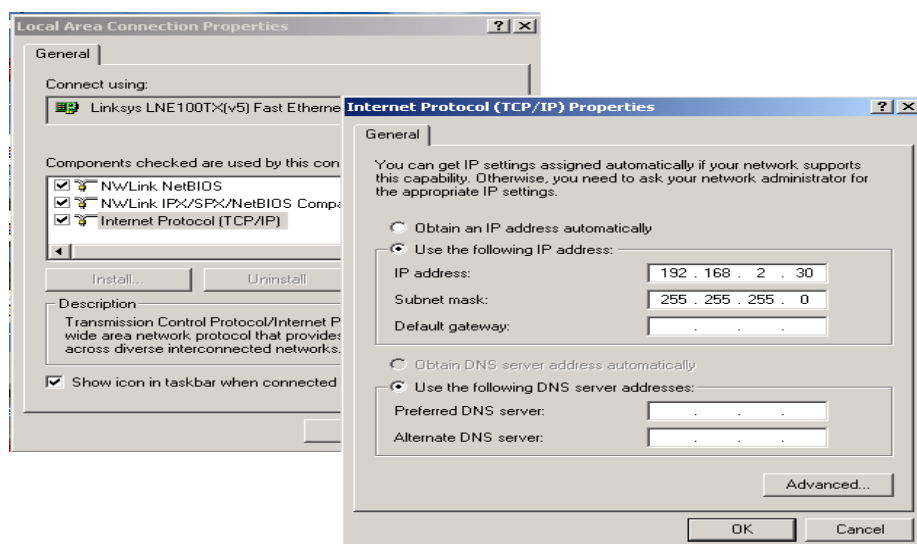 Local Area Connection Properties
General
Connect using:
Linksys LNE100TX(v5) Fast Etherne
Components checked are used by this con
NWLink NetBIOS
NWLink IPX/SPX/NetBIOS Compa
Internet Protocol (TCP/IP)
Install...
Uninstall
Description
Transmission Control Protocol/Internet P
wide area network protocol that provides
across diverse interconnected networks.
Show icon in taskbar when connected
Internet Protocol (TCP/IP) Properties
General
You can get IP settings assigned automatically if your network supports
this capability. Otherwise, you need to ask your network administrator for
the appropriate IP settings.
Obtain an IP address automatically
Use the following IP address:
IP address: 192 . 168 . 2 . 30
Subnet mask: 255 . 255 . 255 . 0
Default gateway: . . .
Obtain DNS server address automatically
Use the following DNS server addresses:
Preferred DNS server: . . .
Alternate DNS server: . . .
Advanced...
OK
Cancel